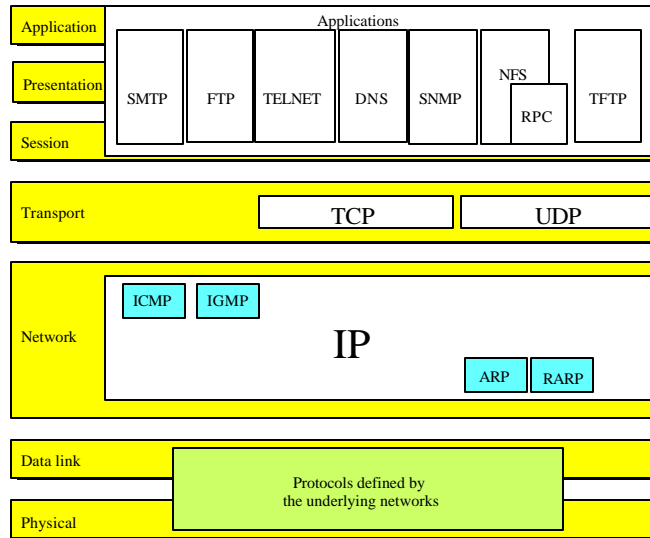 Application
Applications
Presentation
SMTP
FTP
TELNET
DNS
SNMP
NFS
RPC
TFTP
Session
Transport
TCP
UDP
Network
ICMP
IGMP
IP
ARP
RARP
Data link
Protocols defined by
the underlying networks
Physical